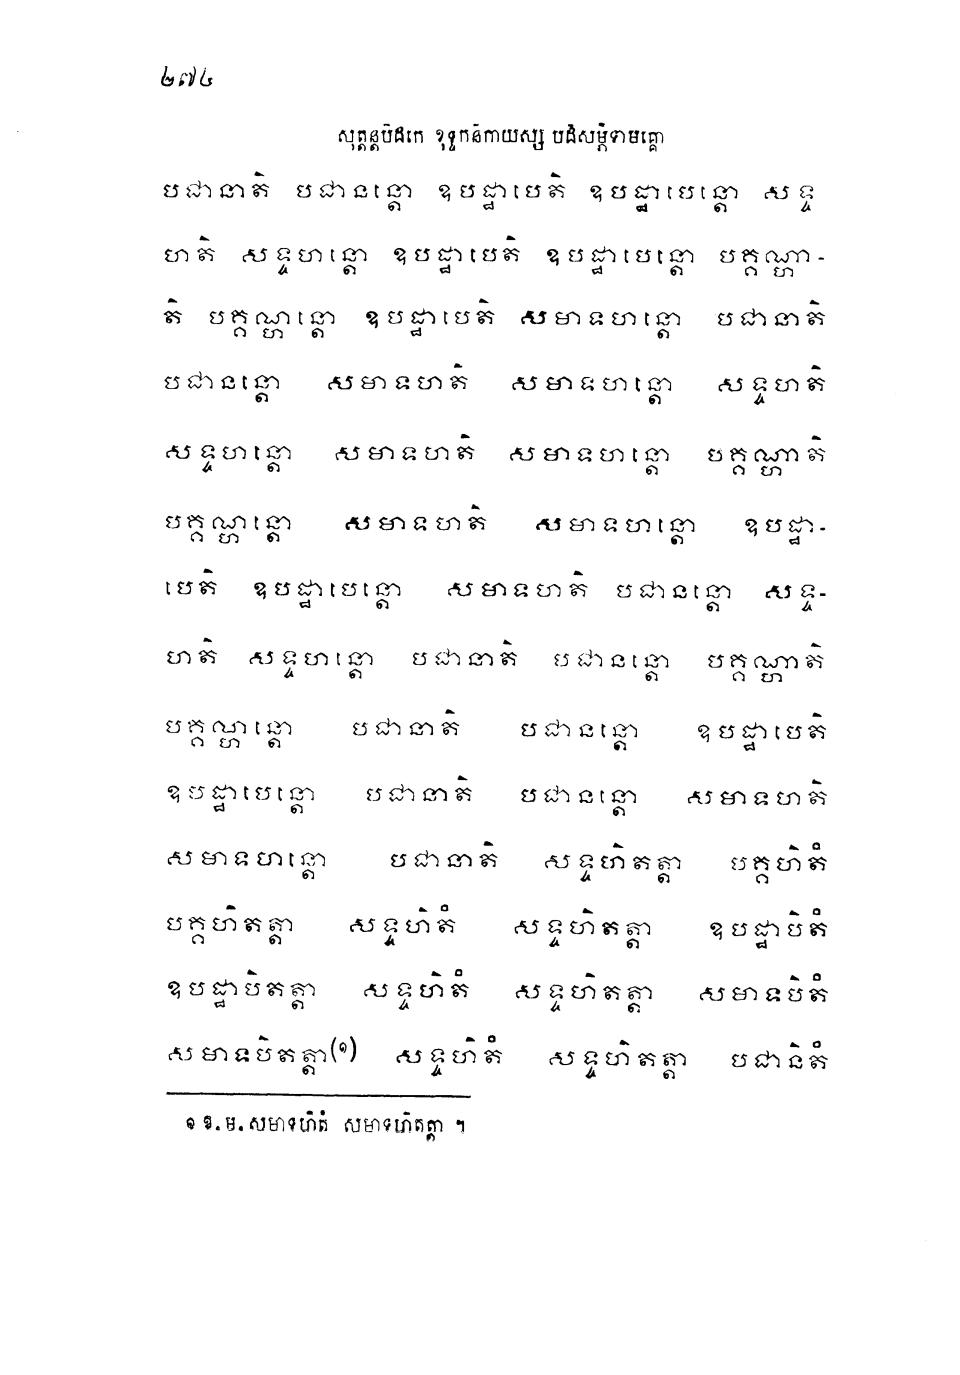 ២៧៤
សុត្តន្តបិដកេ ខុទ្ទកនិកាយស្ស បដិសម្ភិទាមគ្គោ
បជានាតិ បជានន្តោ ឧបដ្ឋាបេតិ ឧបដ្ឋាបេន្តោ សទ្ទ
ហតិ សទ្ទហន្តោ ឧបដ្ឋាបេតិ ឧបដ្ឋាបេន្តោ បគ្គណ្ហា-
តិ បគ្គណ្ហន្តោ ឧបដ្ឋាបេតិ សមាទហន្តោ បជានាតិ
បជានន្តោ សមាទហតិ សមាទហន្តោ សទ្ទហតិ
សទ្ទហន្តោ សមាទហតិ សមាទហន្តោ បគ្គណ្ហាតិ
បគ្គណ្ហន្តោ សមាទហតិ សមាទហន្តោ ឧបដ្ឋា-
បេតិ ឧបដ្ឋាបេន្តោ សមាទហតិ បជានន្តោ សទ្ទ-
ហតិ សទ្ទហន្តោ បជានាតិ បជានន្តោ បគ្គណ្ហាតិ
បគ្គណ្ហន្តោ បជានាតិ បជានន្តោ ឧបដ្ឋាបេតិ
ឧបដ្ឋាបេន្តោ បជានាតិ បជានន្តោ សមាទហតិ
សមាទហន្តោ បជានាតិ សទ្ទហិតត្តា បគ្គហិតំ
បគ្គហិតត្តា សទ្ទហិតំ សទ្ទហិតត្តា ឧបដ្ឋាបិតំ
ឧបដ្ឋាបិតត្តា សទ្ទហិតំ សទ្ទហិតត្តា សមាទបិតំ
សមាទបិតត្តា(១) សទ្ទហិតំ សទ្ទហិតត្តា បជានិតំ
១ ឱ.ម. សមាទហិតំ សមាទហិតត្តា ។